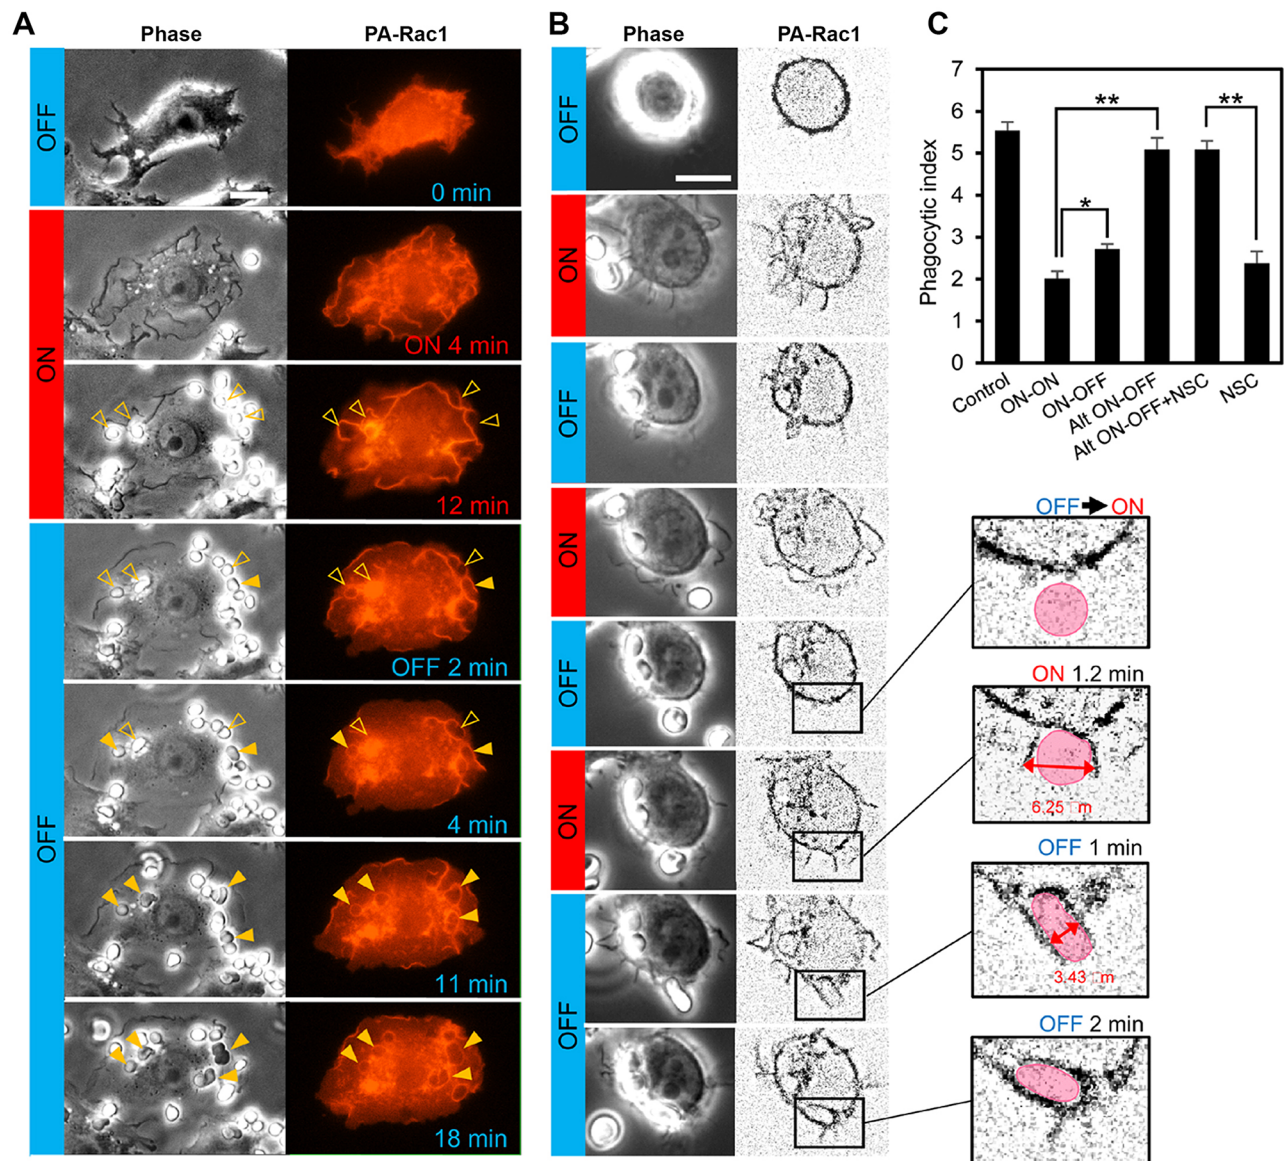 A
Phase
PA-Rac1
OFF
0 min
ON
ON 4 min
12 min
OFF
OFF 2 min
4 min
11 min
18 min
B
Phase
PA-Rac1
OFF
ON
OFF
ON
OFF
ON
OFF
C
Phagocytic index
7
6
5
4
3
2
1
0
**
**
*
Control
ON-ON
ON-OFF
Alt ON-OFF
Alt ON-OFF+NSC
NSC
OFF ➡ ON
ON 1.2 min
6.25 □m
OFF 1 min
3.43 □m
OFF 2 min